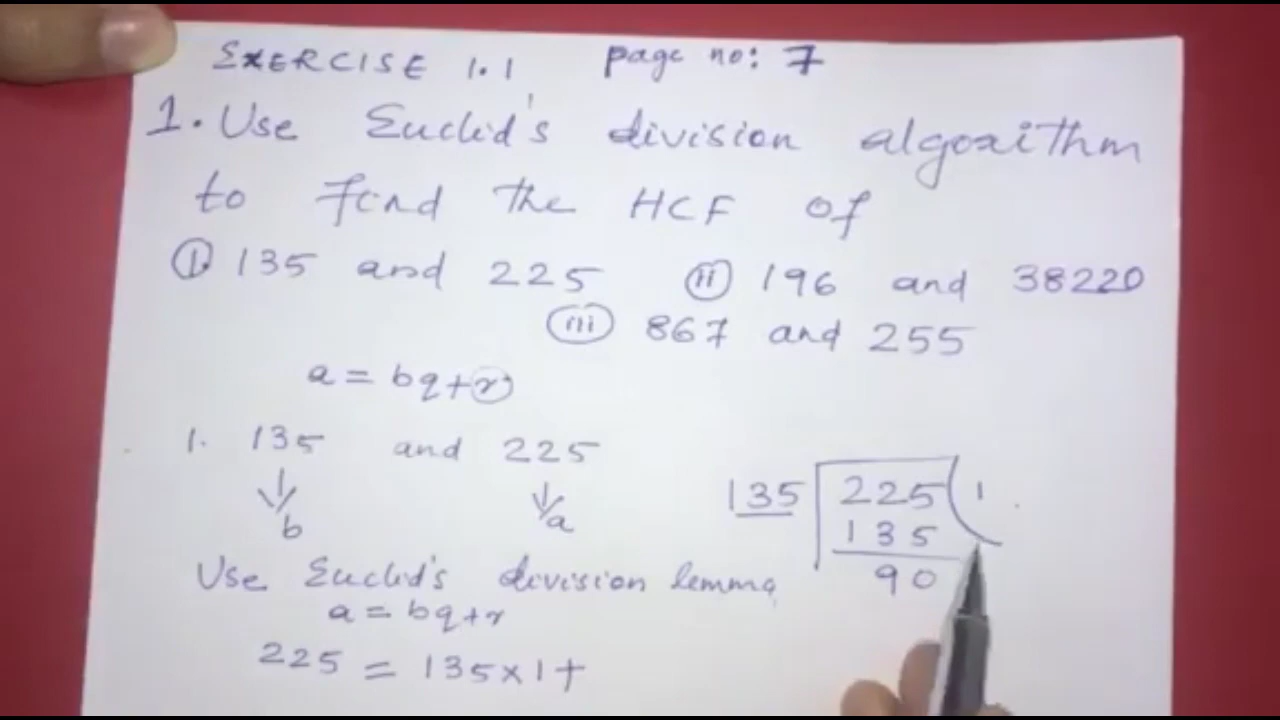 EXERCISE 1.1 page no: 7
1. Use Euclid's division algorithm
to find the HCF of
(i) 135 and 225 (ii) 196 and 38220
(iii) 867 and 255
a = bq + r
1. 135 and 225
b a
135 225 1
135
90
Use Euclid's division lemma,
a = bq + r
225 = 135 × 1 +